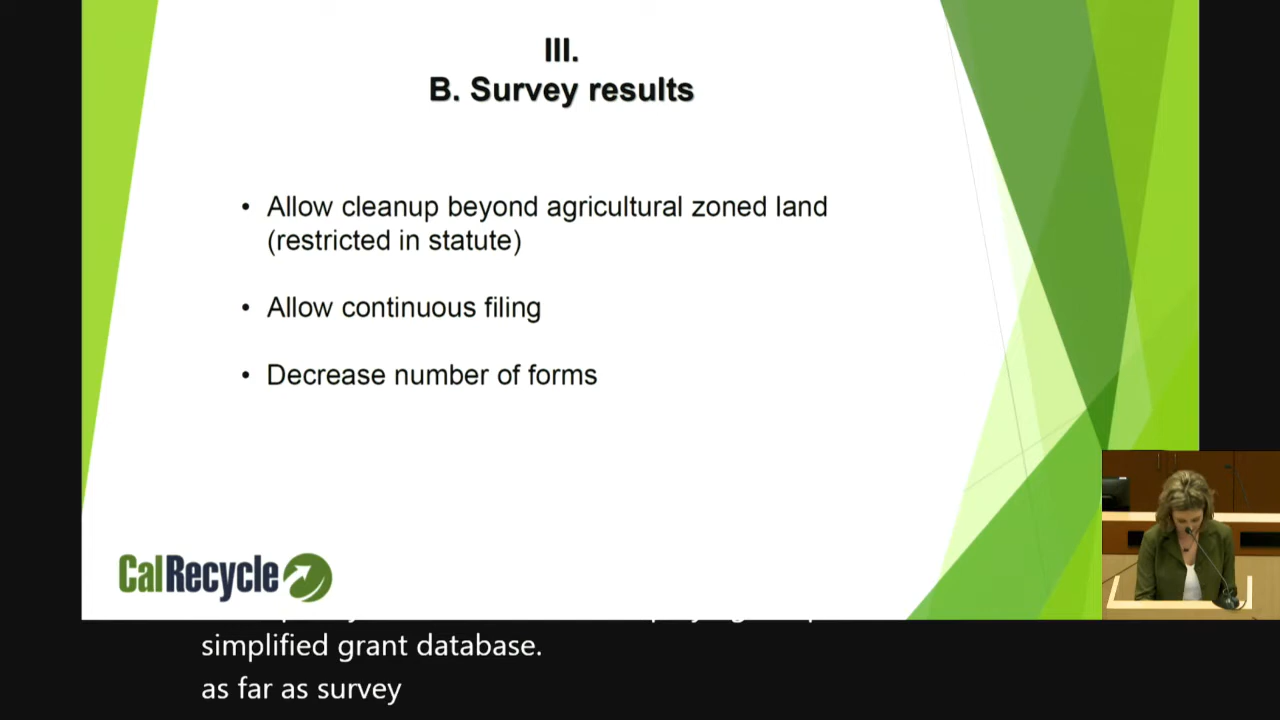 III.
B. Survey results
• Allow cleanup beyond agricultural zoned land
(restricted in statute)
• Allow continuous filing
• Decrease number of forms
CalRecycle
simplified grant database.
as far as survey